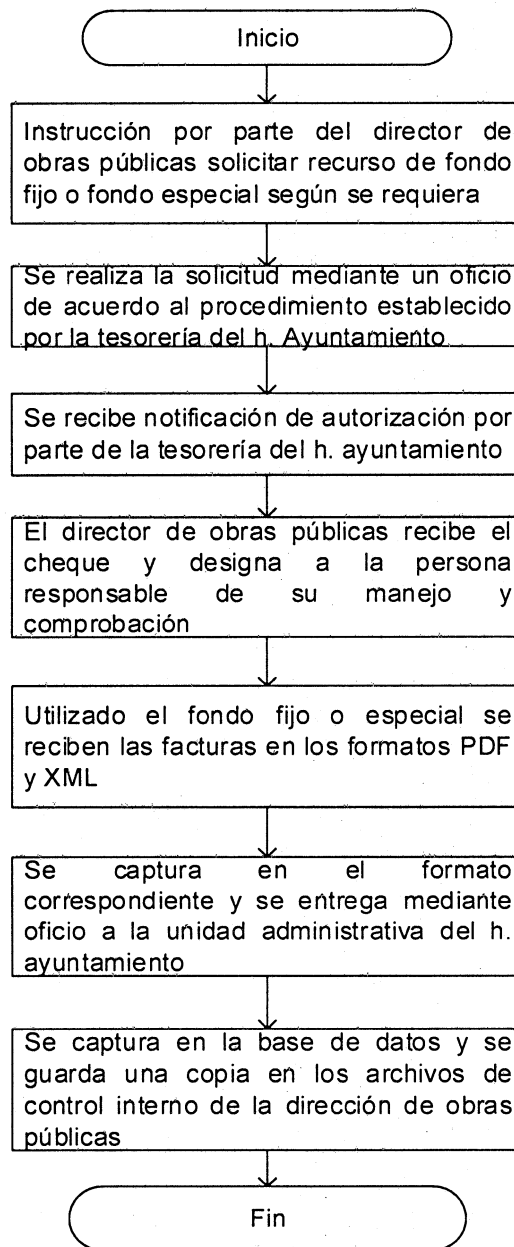 Inicio
Instrucción por parte del director de
obras públicas solicitar recurso de fondo
fijo o fondo especial según se requiera
Se realiza la solicitud mediante un oficio
de acuerdo al procedimiento establecido
por la tesorería del h. Ayuntamiento
Se recibe notificación de autorización por
parte de la tesorería del h. ayuntamiento
El director de obras públicas recibe el
cheque y designa a la persona
responsable de su manejo y
comprobación
Utilizado el fondo fijo o especial se
reciben las facturas en los formatos PDF
y XML
Se captura en el formato
correspondiente y se entrega mediante
oficio a la unidad administrativa del h.
ayuntamiento
Se captura en la base de datos y se
guarda una copia en los archivos de
control interno de la dirección de obras
públicas
Fin